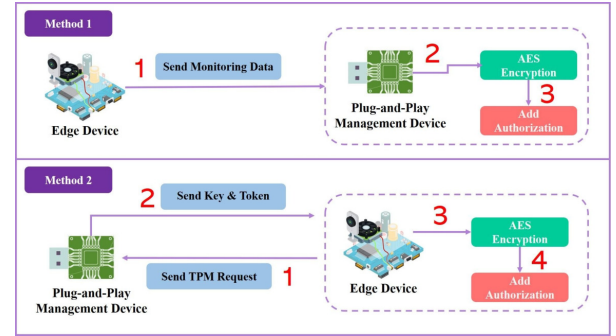 Method 1
1
Send Monitoring Data
Edge Device
2
Plug-and-Play
Management Device
AES
Encryption
3
Add
Authorization
Method 2
2
Send Key & Token
Plug-and-Play
Management Device
Send TPM Request
1
Edge Device
3
AES
Encryption
4
Add
Authorization